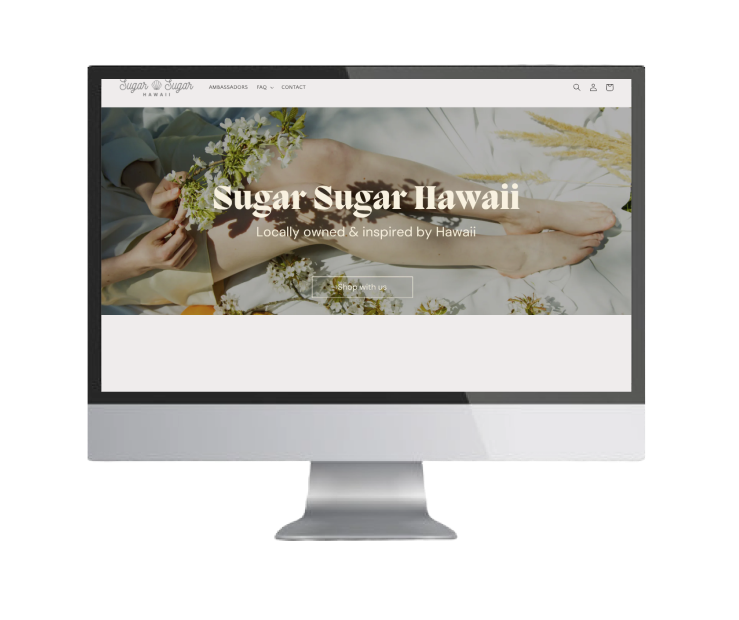 Sugar Sugar
HAWAII
AMBASSADORS FAQ CONTACT
Sugar Sugar Hawaii
Locally owned & inspired by Hawaii
Shop with us